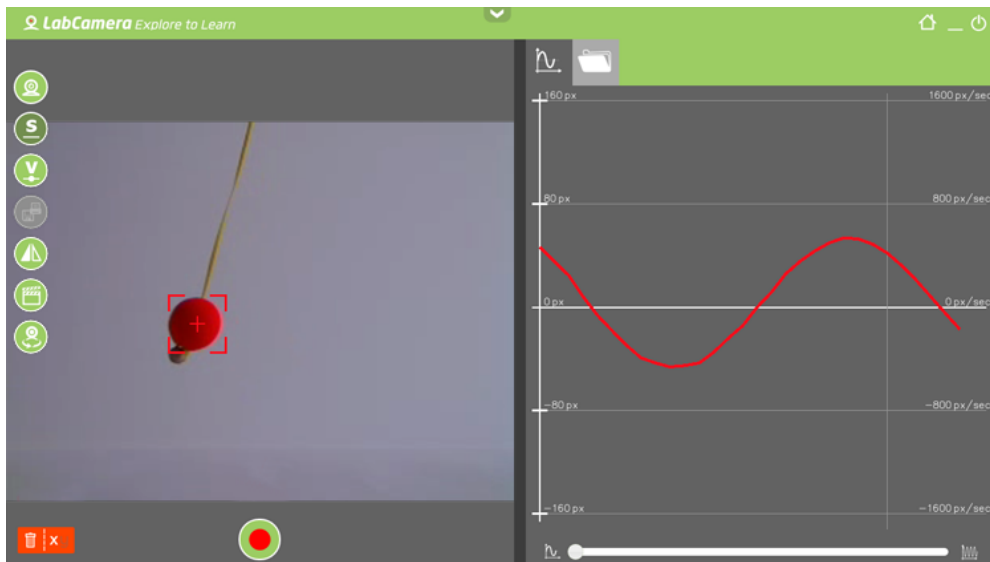 LabCamera Explore to Learn
S
V
160 px
1600 px/sec
80 px
800 px/sec
0 px
0 px/sec
-80 px
-800 px/sec
-160 px
-1600 px/sec
x